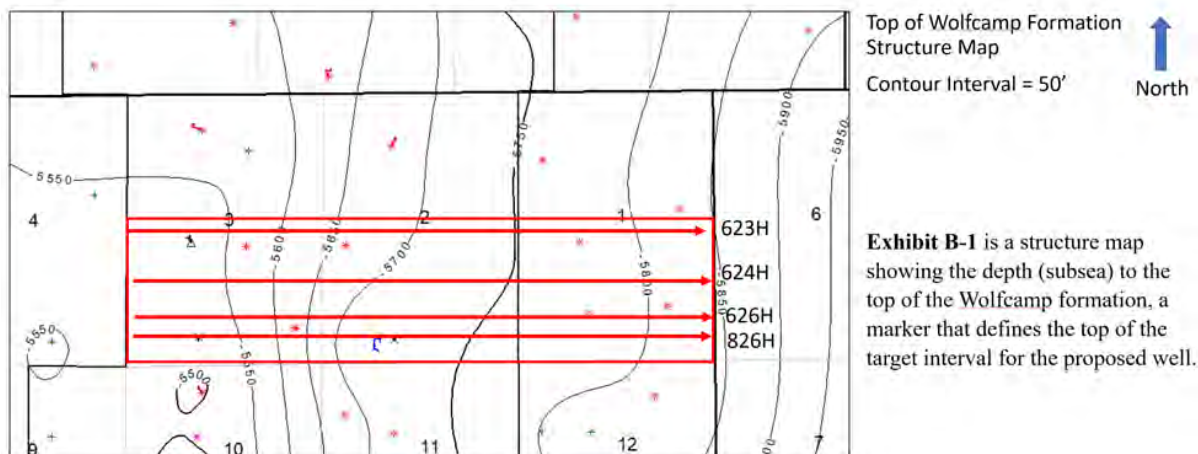 Top of Wolfcamp Formation
Structure Map
Contour Interval = 50'
North
-5900
-5950
-5750
-5550
4
3
2
1
6
623H
-5600
-5650
-5700
-5800
624H
-5850
626H
826H
-5550
-5550
-5500
9
10
11
12
7
Exhibit B-1 is a structure map
showing the depth (subsea) to the
top of the Wolfcamp formation, a
marker that defines the top of the
target interval for the proposed well.